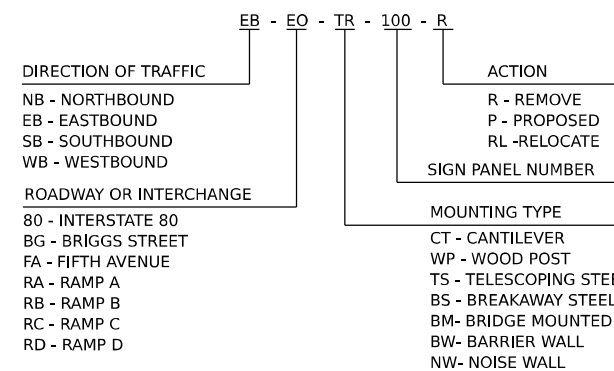 EB - EO - TR - 100 - R
DIRECTION OF TRAFFIC
NB - NORTHBOUND
EB - EASTBOUND
SB - SOUTHBOUND
WB - WESTBOUND
ROADWAY OR INTERCHANGE
80 - INTERSTATE 80
BG - BRIGGS STREET
FA - FIFTH AVENUE
RA - RAMP A
RB - RAMP B
RC - RAMP C
RD - RAMP D
ACTION
R - REMOVE
P - PROPOSED
RL -RELOCATE
SIGN PANEL NUMBER
MOUNTING TYPE
CT - CANTILEVER
WP - WOOD POST
TS - TELESCOPING
BS - BREAKAWAY STEEL
BM- BRIDGE MOUNTED
BW- BARRIER WALL
NW- NOISE WALL